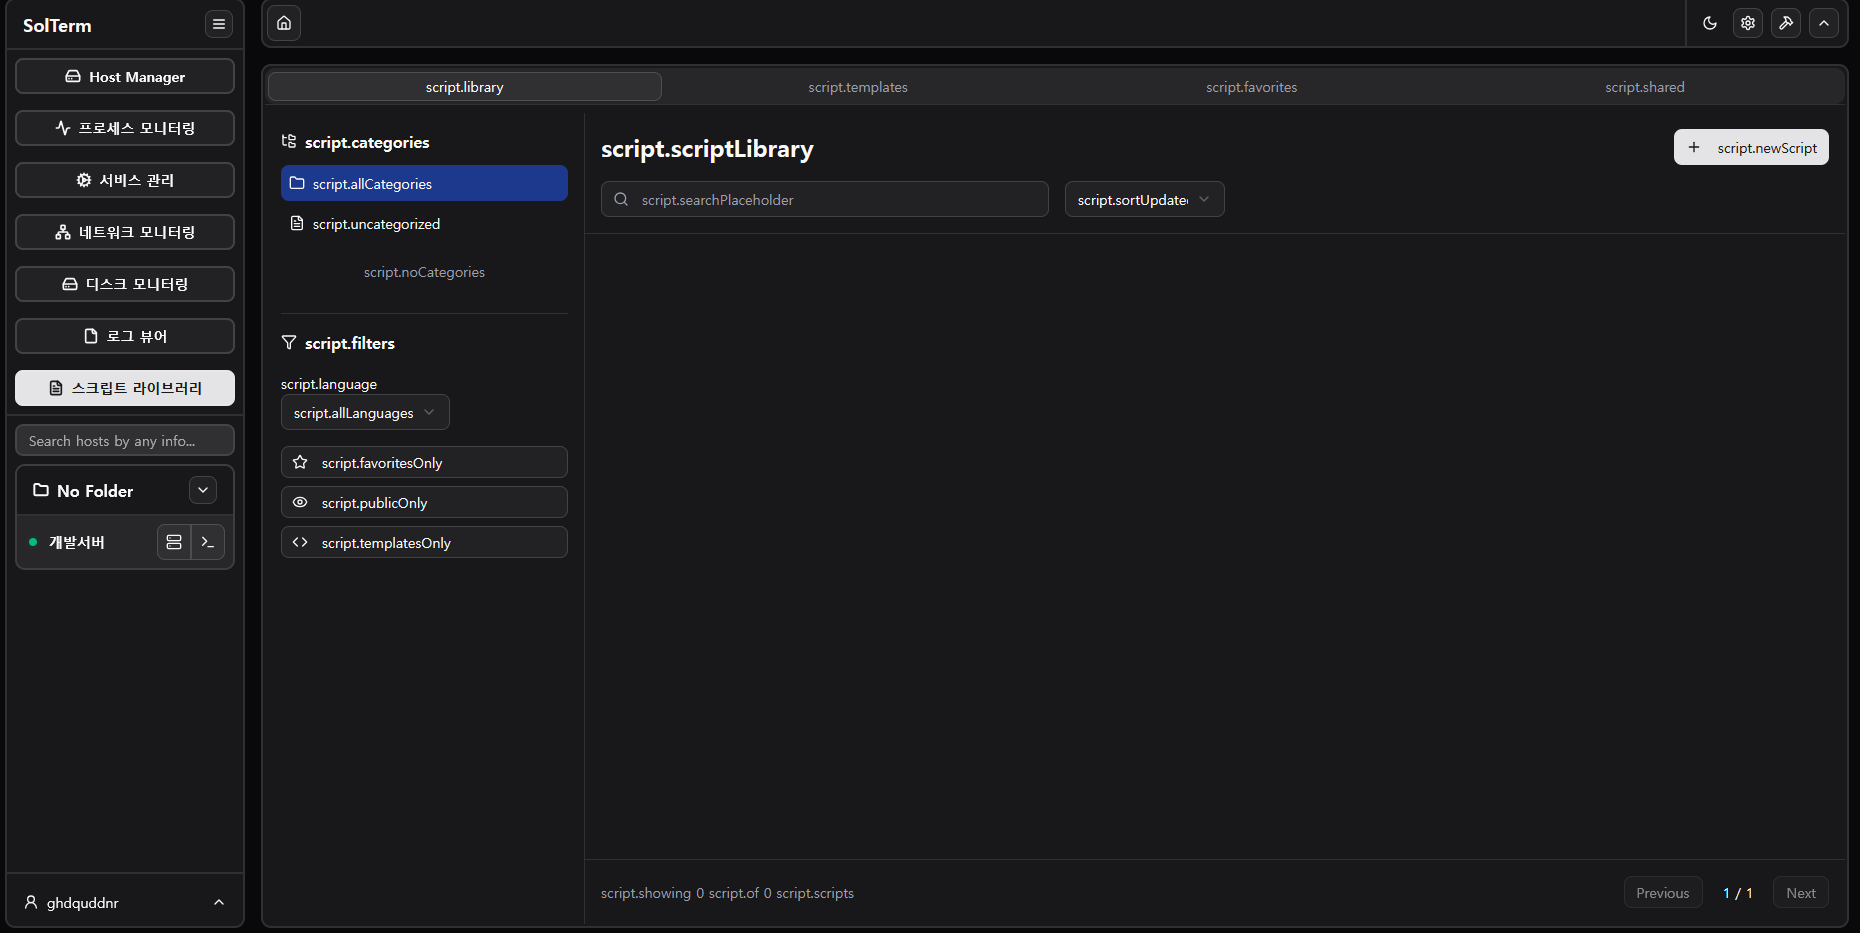 SolTerm
Host Manager
프로세스 모니터링
서비스 관리
네트워크 모니터링
디스크 모니터링
로그 뷰어
스크립트 라이브러리
Search hosts by any info...
No Folder
개발서버
ghdquddnr
script.library
script.templates
script.favorites
script.shared
script.categories
script.allCategories
script.uncategorized
script.noCategories
script.filters
script.language
script.allLanguages
script.favoritesOnly
script.publicOnly
script.templatesOnly
script.scriptLibrary
script.newScript
script.searchPlaceholder
script.sortUpdate
script.showing 0 script.of 0 script.scripts
Previous
1 / 1
Next